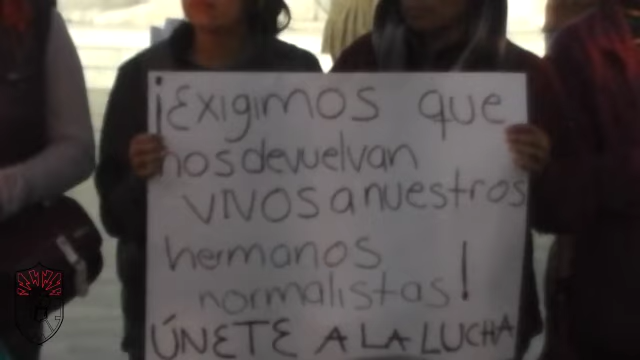 ¡Exigimos que
nos devuelvan
VIVOS a nuestros
hermanos
normalistas!
ÚNETE A LA LUCHA